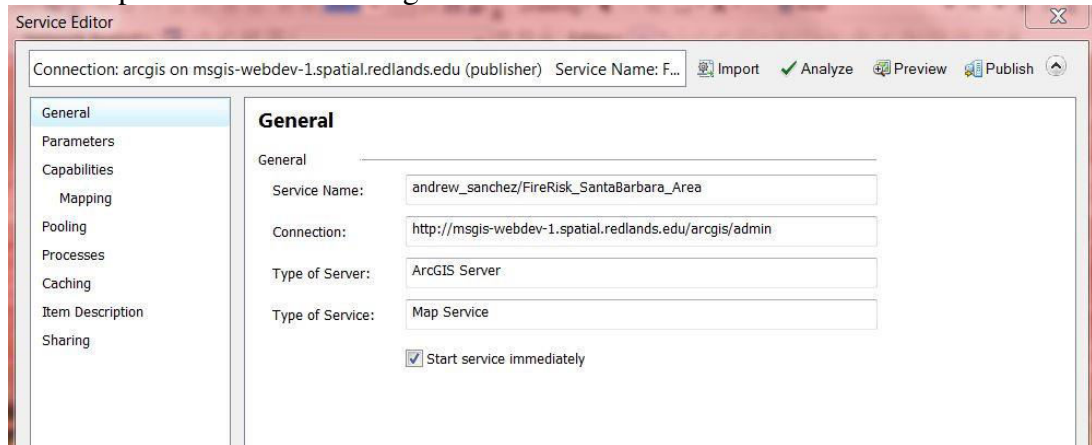 Service Editor
Connection: arcgis on msgis-webdev-1.spatial.redlands.edu (publisher) Service Name: F... Import Analyze Preview Publish
General
Parameters
Capabilities
Mapping
Pooling
Processes
Caching
Item Description
Sharing
General
General
Service Name: andrew_sanchez/FireRisk_SantaBarbara_Area
Connection: http://msgis-webdev-1.spatial.redlands.edu/arcgis/admin
Type of Server: ArcGIS Server
Type of Service: Map Service
Start service immediately